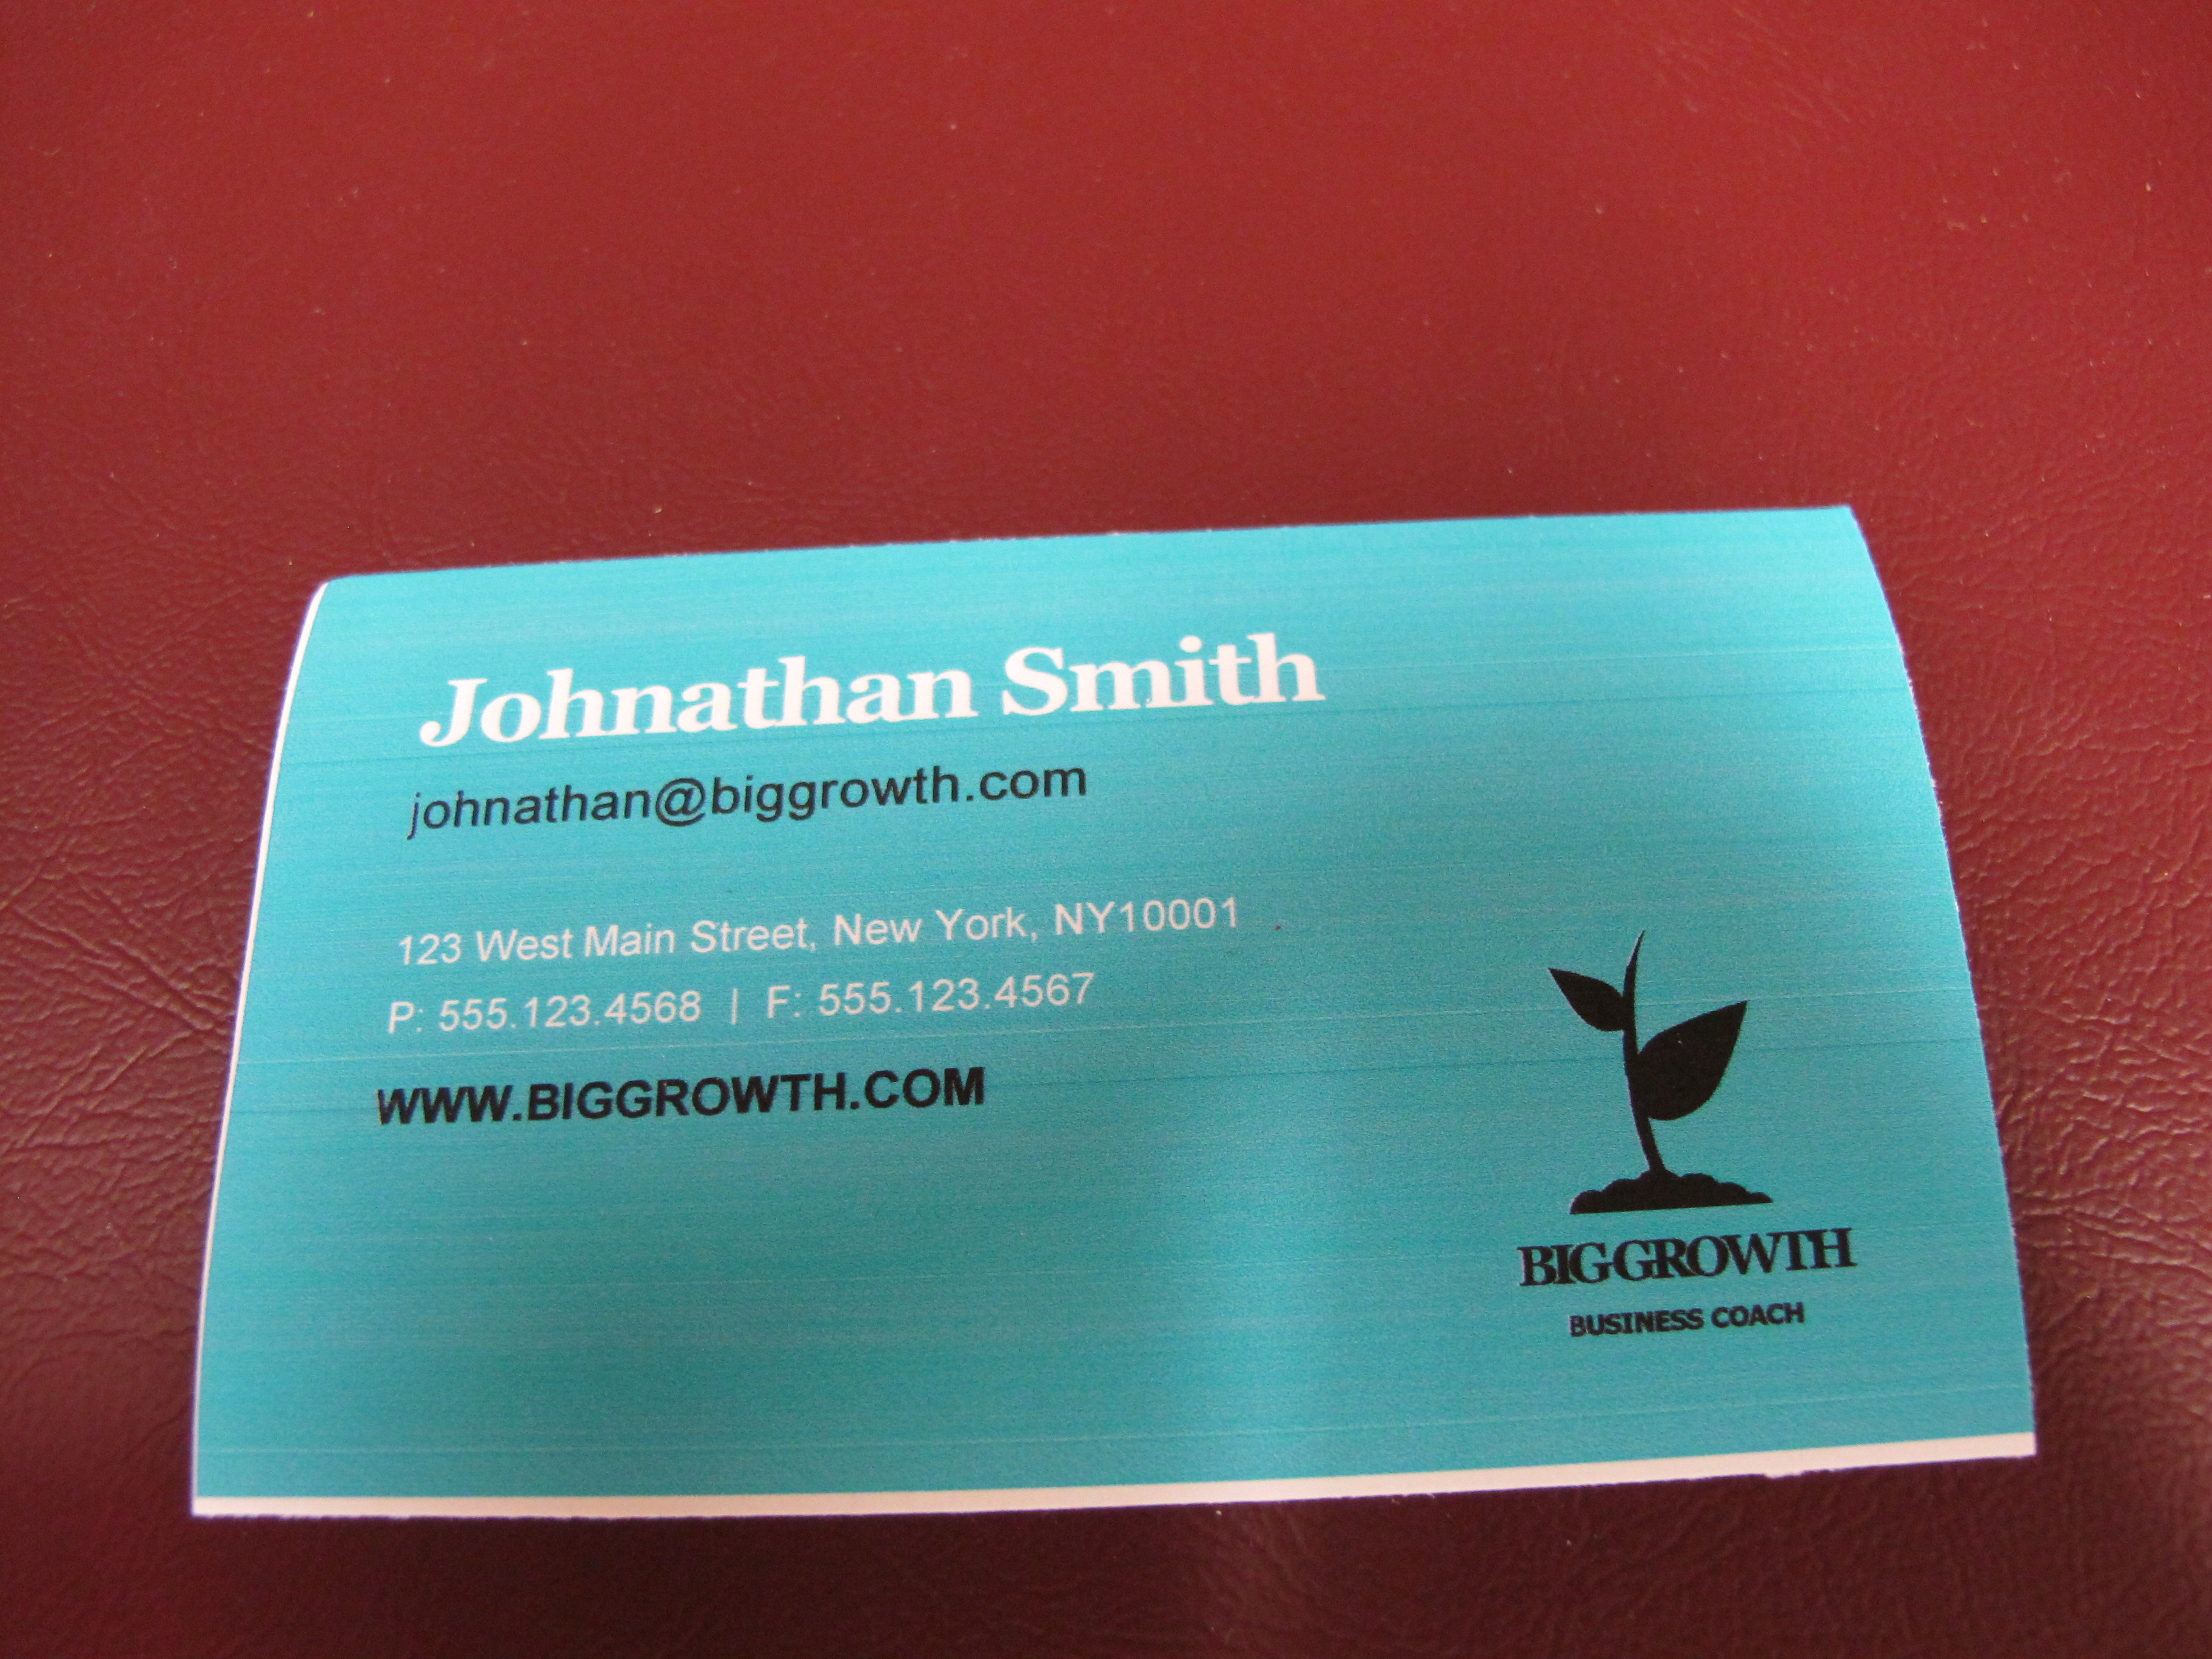 Johnathan Smith
johnathan@biggrowth.com
123 West Main Street, New York, NY10001
P: 555.123.4568 | F: 555.123.4567
WWW.BIGGROWTH.COM
BIGGROWTH
BUSINESS COACH